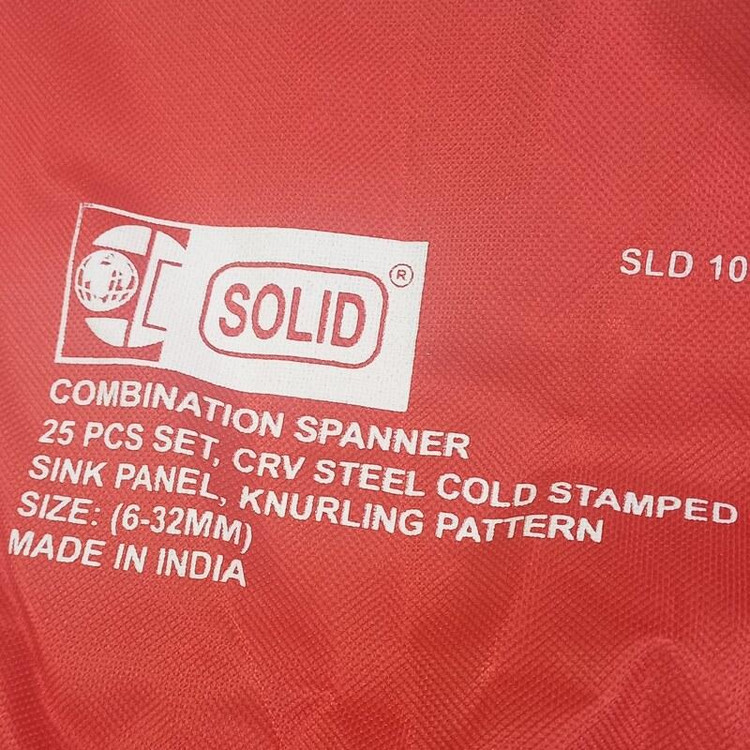 SOLID ®
SLD 10
COMBINATION SPANNER
25 PCS SET, CRV STEEL COLD STAMPED
SINK PANEL, KNURLING PATTERN
SIZE: (6-32MM)
MADE IN INDIA